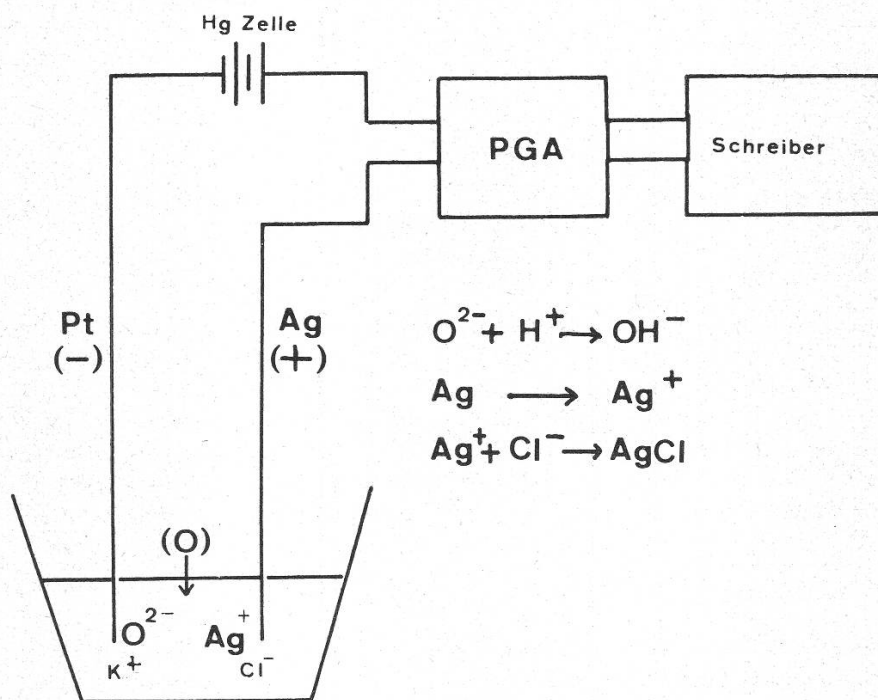 Hg Zelle
PGA
Schreiber
Pt
(–)
Ag
(+)
O²⁻ + H⁺ → OH⁻
Ag → Ag⁺
Ag⁺ + Cl⁻ → AgCl
(O)
O²⁻
Ag⁺
K⁺
Cl⁻